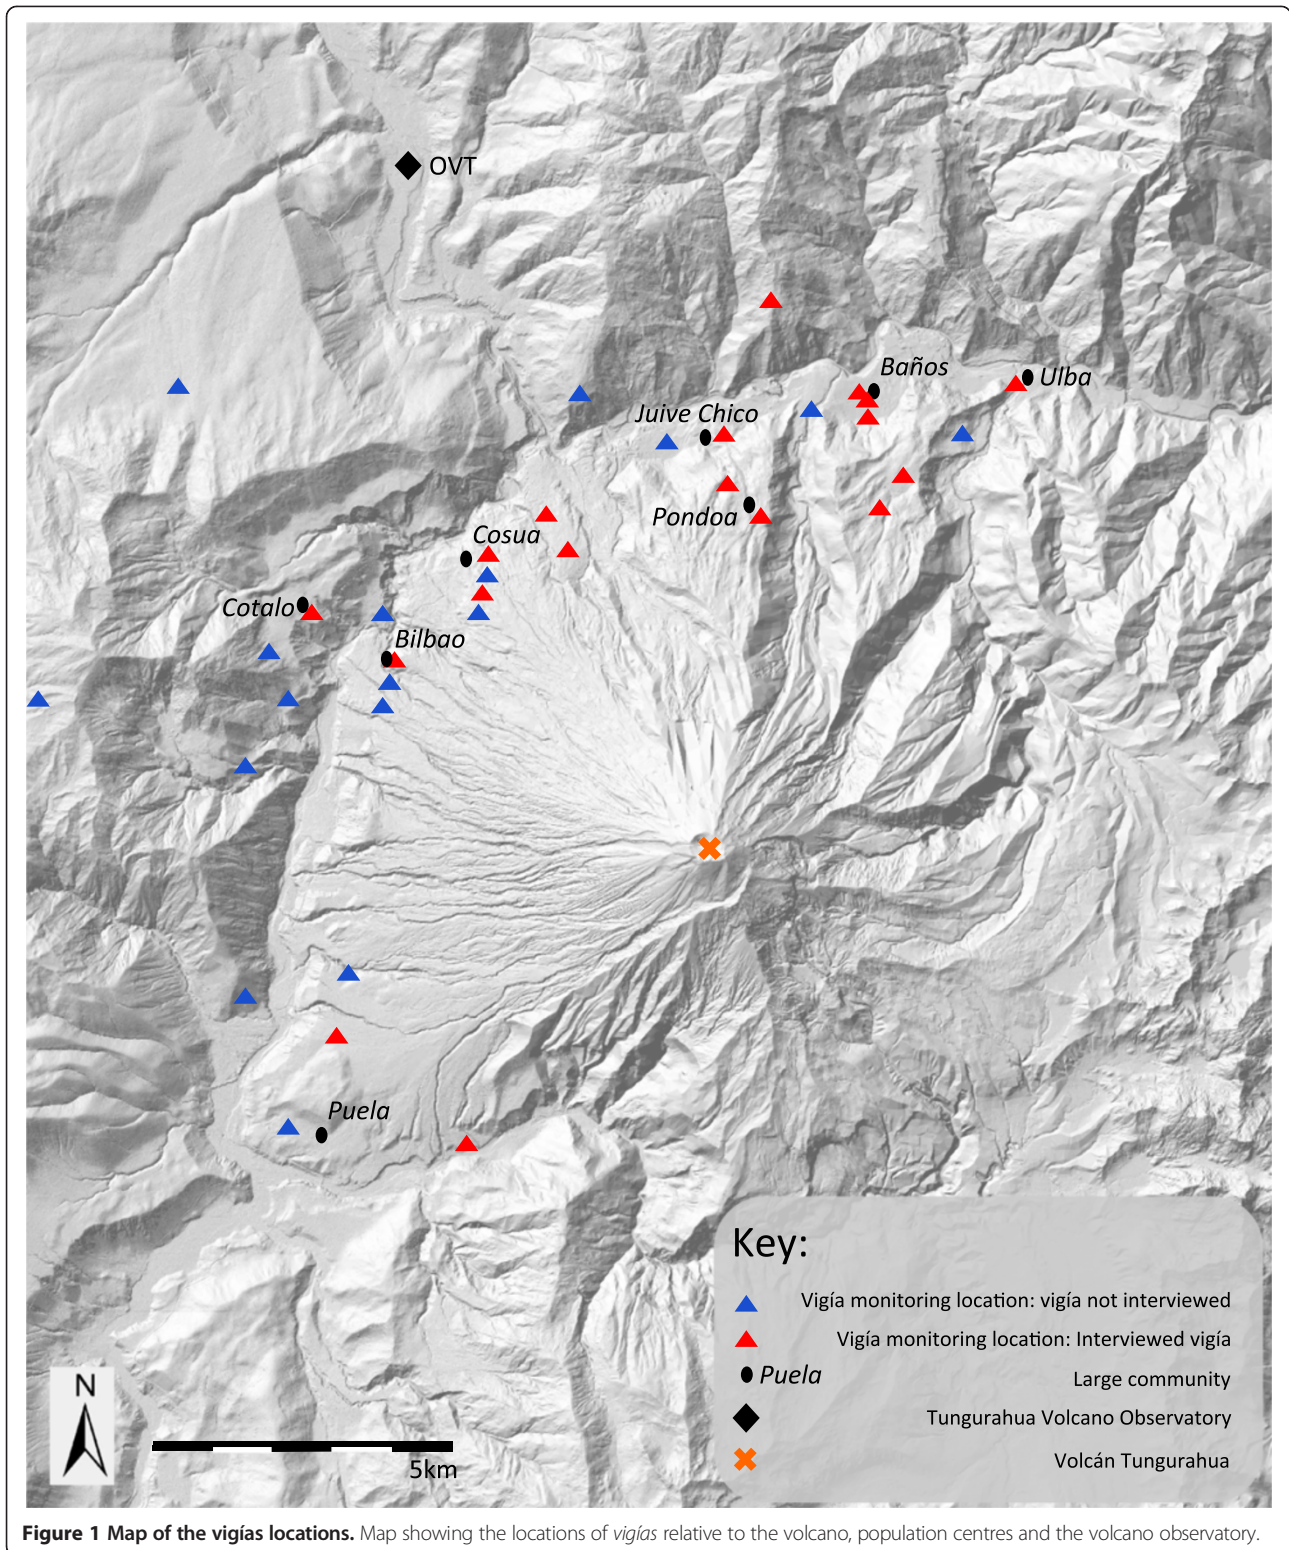 OVT
Baños
Ulba
Juive Chico
Pondoa
Cosua
Cotalo
Bilbao
Puela
Key:
Vigía monitoring location: vigía not interviewed
Vigía monitoring location: Interviewed vigía
Puela Large community
Tungurahua Volcano Observatory
Volcán Tungurahua
N
5km
Figure 1 Map of the vigías locations. Map showing the locations of vigías relative to the volcano, population centres and the volcano observatory.